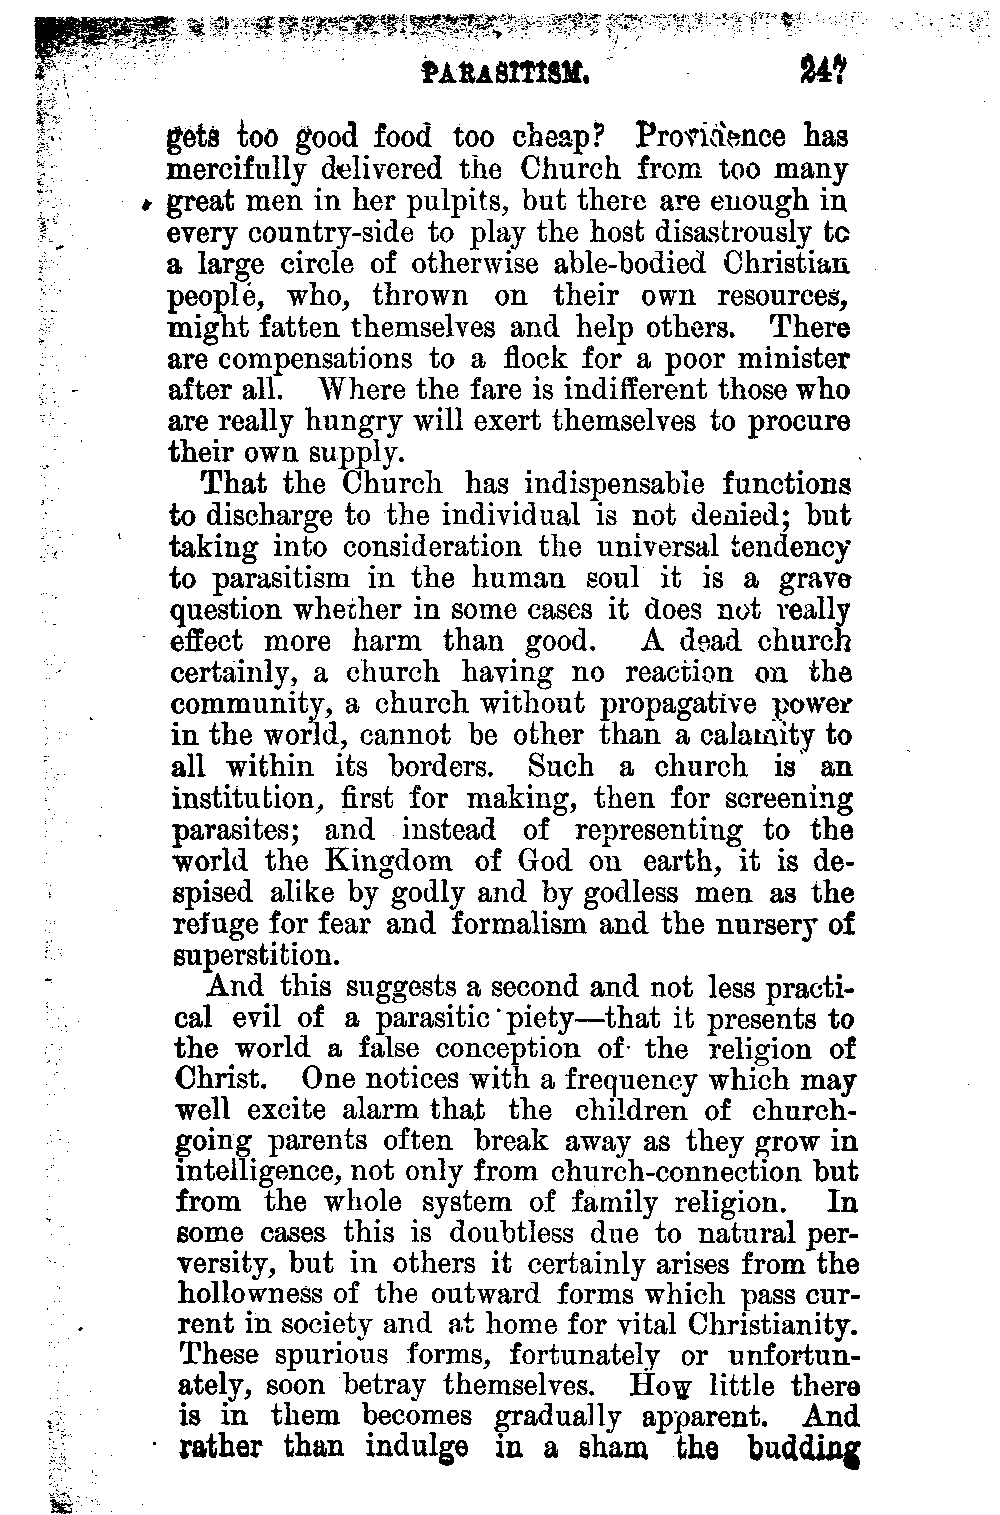 PARASITISM. 247
gets too good food too cheap? Providence has
mercifully delivered the Church from too many
great men in her pulpits, but there are enough in
every country-side to play the host disastrously to
a large circle of otherwise able-bodied Christian
people, who, thrown on their own resources,
might fatten themselves and help others. There
are compensations to a flock for a poor minister
after all. Where the fare is indifferent those who
are really hungry will exert themselves to procure
their own supply.
That the Church has indispensable functions
to discharge to the individual is not denied; but
taking into consideration the universal tendency
to parasitism in the human soul it is a grave
question whether in some cases it does not really
effect more harm than good. A dead church
certainly, a church having no reaction on the
community, a church without propagative power
in the world, cannot be other than a calamity to
all within its borders. Such a church is an
institution, first for making, then for screening
parasites; and instead of representing to the
world the Kingdom of God on earth, it is de-
spised alike by godly and by godless men as the
refuge for fear and formalism and the nursery of
superstition.
And this suggests a second and not less practi-
cal evil of a parasitic piety—that it presents to
the world a false conception of the religion of
Christ. One notices with a frequency which may
well excite alarm that the children of church-
going parents often break away as they grow in
intelligence, not only from church-connection but
from the whole system of family religion. In
some cases this is doubtless due to natural per-
versity, but in others it certainly arises from the
hollowness of the outward forms which pass cur-
rent in society and at home for vital Christianity.
These spurious forms, fortunately or unfortun-
ately, soon betray themselves. How little there
is in them becomes gradually apparent. And
rather than indulge in a sham the budding